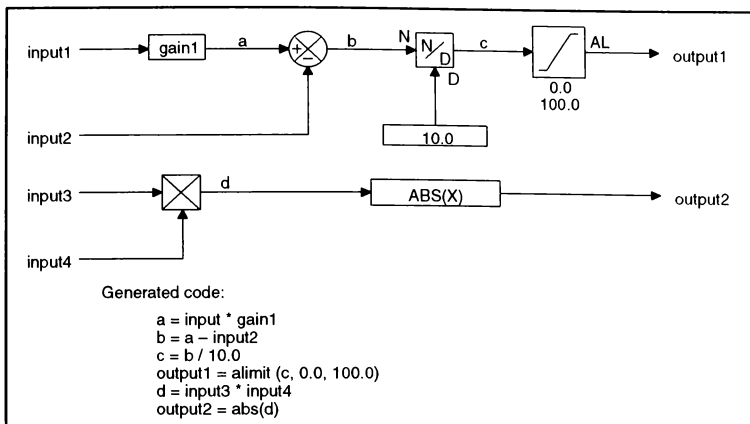 input1 gain1 a + − b N N/D c AL output1
D
0.0
100.0
input2 10.0
input3 d ABS(X) output2
input4
Generated code:
a = input * gain1
b = a – input2
c = b / 10.0
output1 = alimit (c, 0.0, 100.0)
d = input3 * input4
output2 = abs(d)